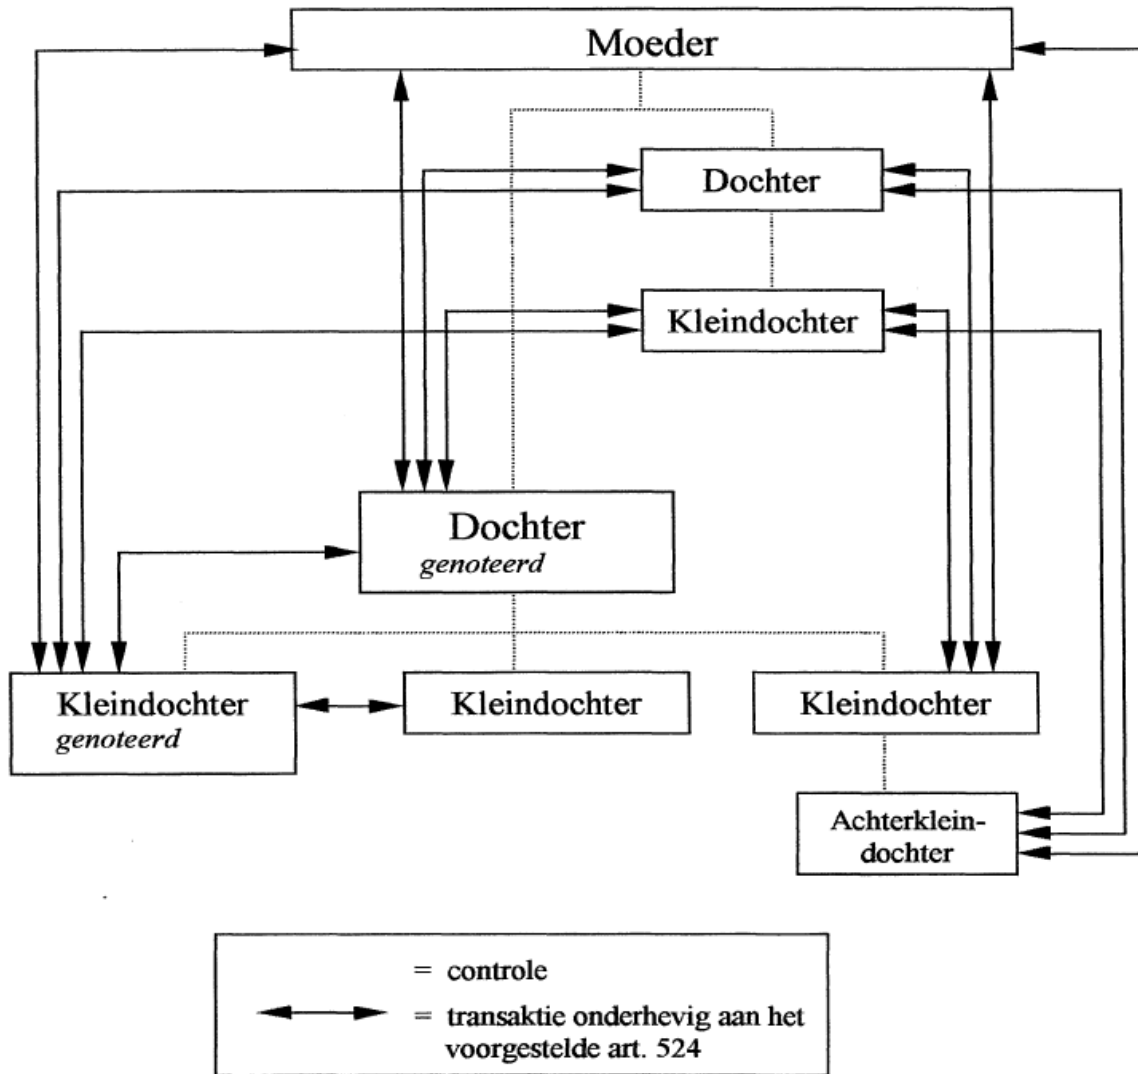 Moeder
Dochter
Kleindochter
Dochter
genoteerd
Kleindochter
genoteerd
Kleindochter
Kleindochter
Achterklein-
dochter
= controle
= transaktie onderhevig aan het
voorgestelde art. 524